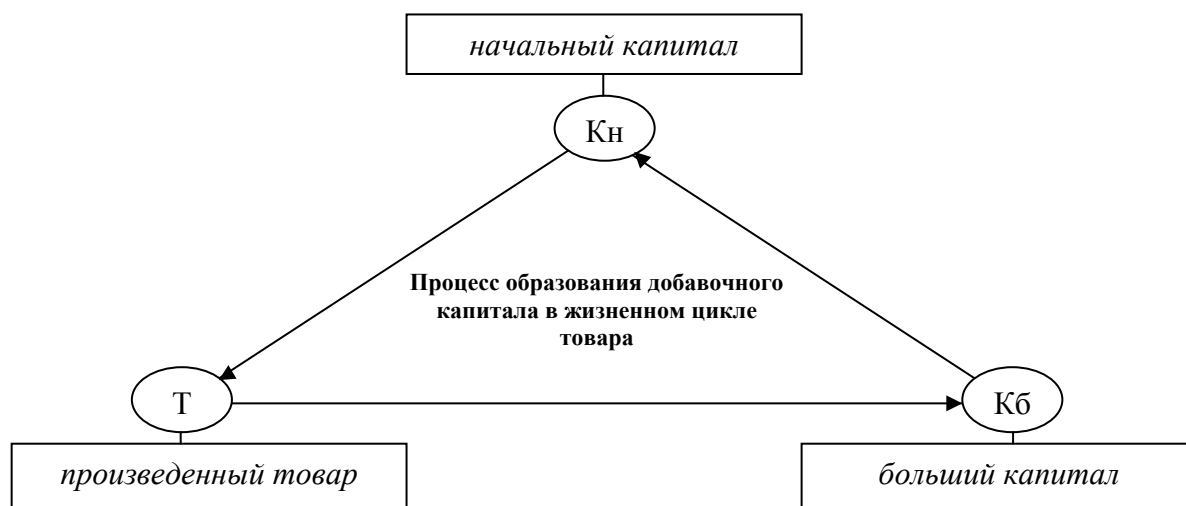 начальный капитал
Кн
Процесс образования добавочного
капитала в жизненном цикле
товара
Т
Кб
произведенный товар
больший капитал